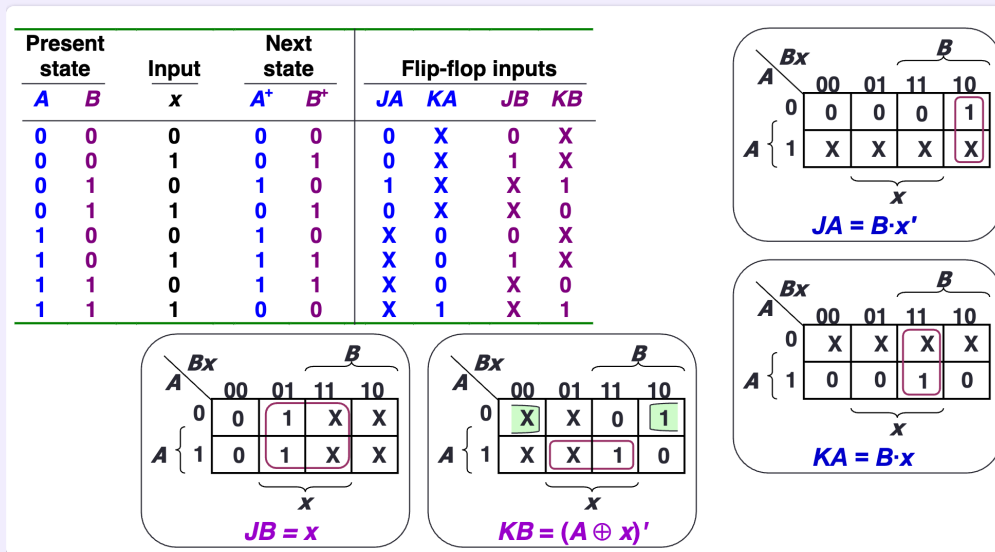 Present Next
state Input state Flip-flop inputs
A B x A⁺ B⁺ JA KA JB KB
0 0 0 0 0 0 X 0 X
0 0 1 0 1 0 X 1 X
0 1 0 1 0 1 X X 1
0 1 1 0 1 0 X X 0
1 0 0 1 0 X 0 0 X
1 0 1 1 1 X 0 1 X
1 1 0 1 1 X 0 X 0
1 1 1 0 0 X 1 X 1
Bx B
A 00 01 11 10
0 0 0 0 1
A { 1 X X X X
x
JA = B·x′
Bx B
A 00 01 11 10
0 X X X X
A { 1 0 0 1 0
x
KA = B·x
Bx B
A 00 01 11 10
0 0 1 X X
A { 1 0 1 X X
x
JB = x
Bx B
A 00 01 11 10
0 X X 0 1
A { 1 X X 1 0
x
KB = (A ⊕ x)′